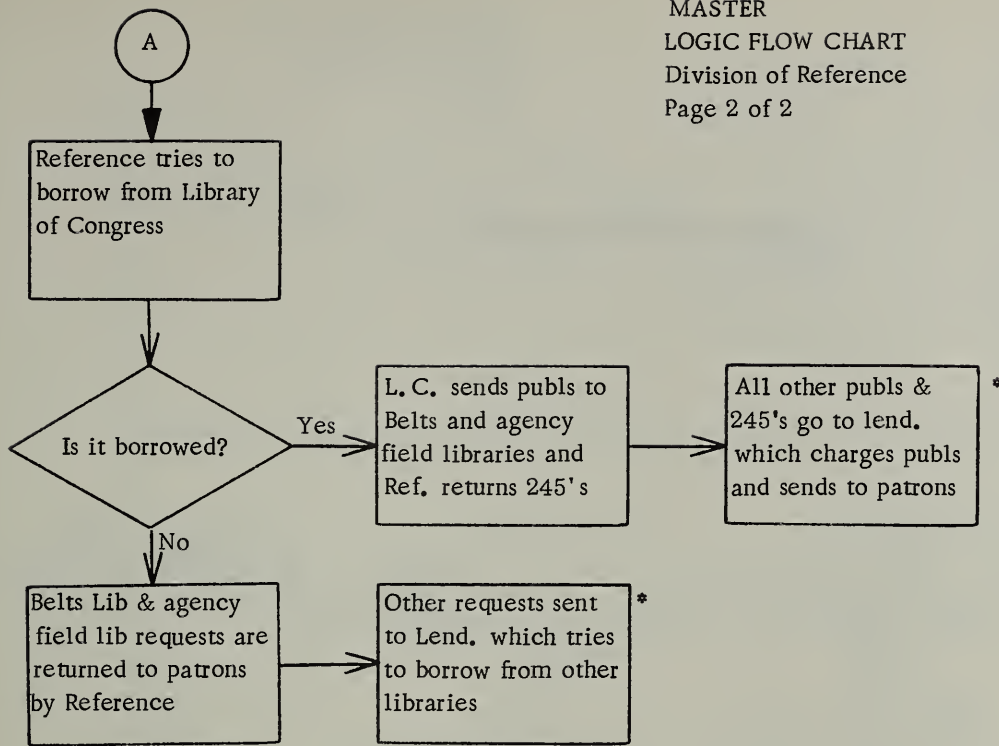 MASTER
LOGIC FLOW CHART
Division of Reference
Page 2 of 2
A
Reference tries to
borrow from Library
of Congress
Is it borrowed?
Yes
L. C. sends publs to
Belts and agency
field libraries and
Ref. returns 245's
All other publs &
245's go to lend.
which charges publs
and sends to patrons
*
No
Belts Lib & agency
field lib requests are
returned to patrons
by Reference
Other requests sent
to Lend. which tries
to borrow from other
libraries
*